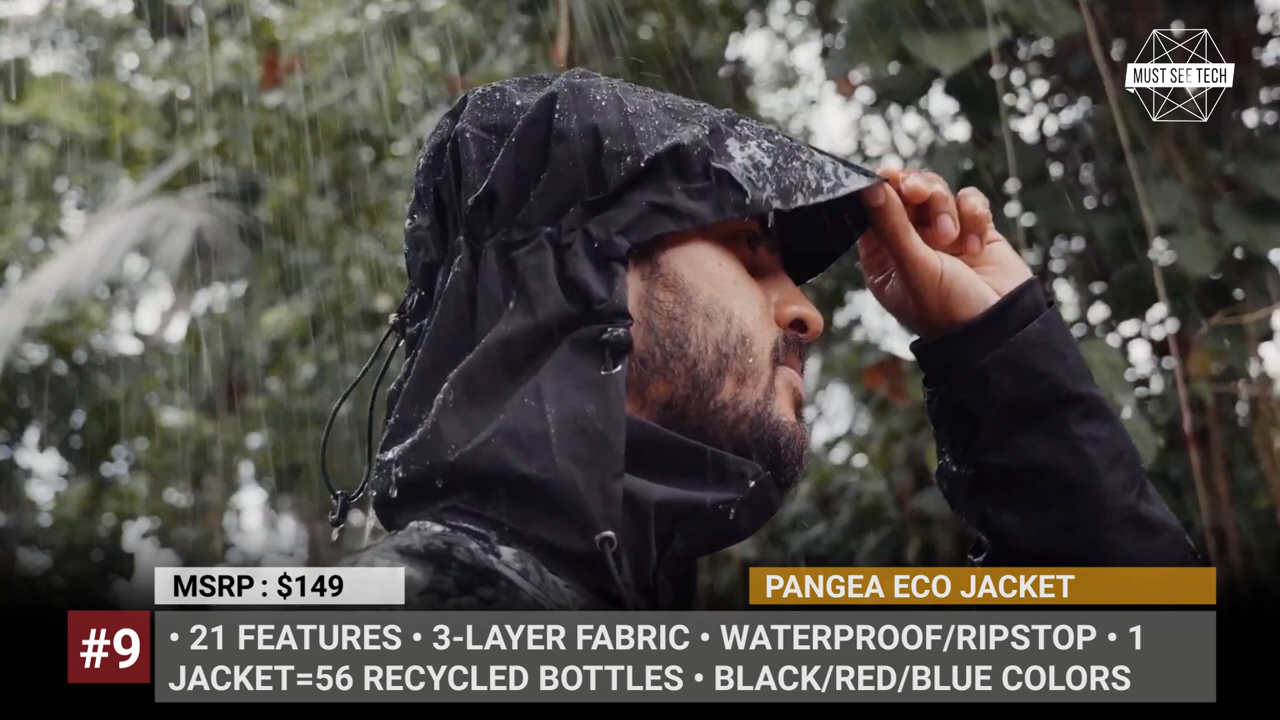 MUST SEE TECH
MSRP : $149
PANGEA ECO JACKET
#9
• 21 FEATURES • 3-LAYER FABRIC • WATERPROOF/RIPSTOP • 1
JACKET=56 RECYCLED BOTTLES • BLACK/RED/BLUE COLORS